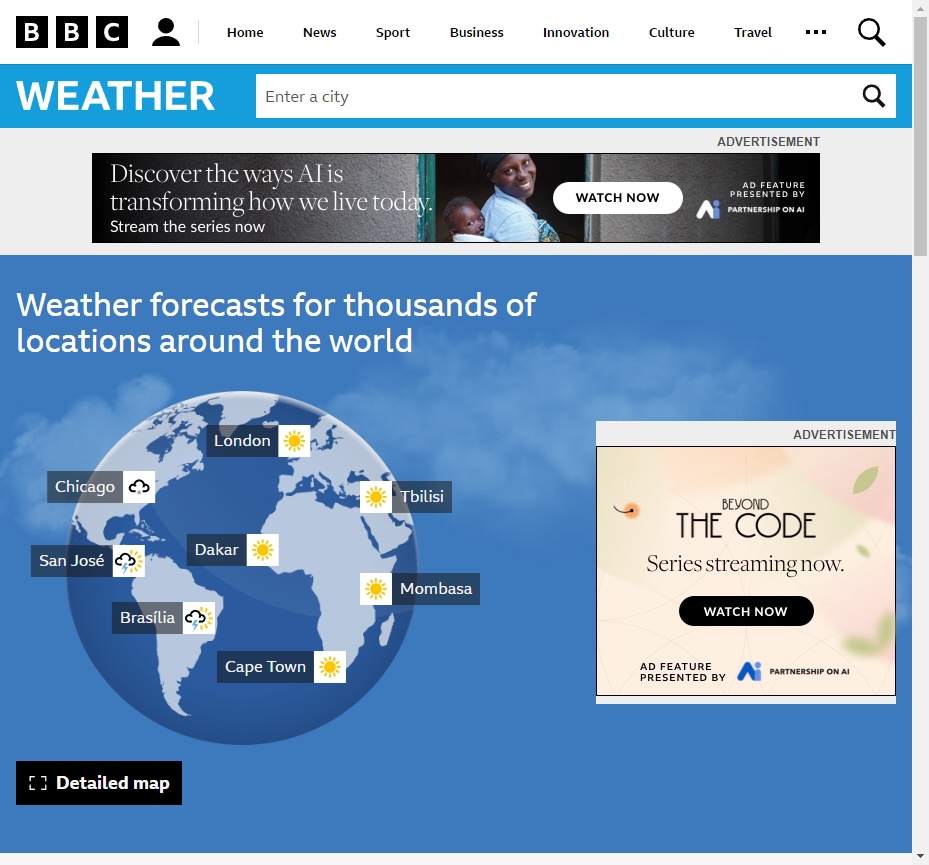 BBC
Home
News
Sport
Business
Innovation
Culture
Travel
WEATHER
Enter a city
ADVERTISEMENT
Discover the ways AI is
transforming how we live today.
Stream the series now
WATCH NOW
AD FEATURE
PRESENTED BY
Ai PARTNERSHIP ON AI
Weather forecasts for thousands of
locations around the world
London
Chicago
Tbilisi
Dakar
San José
Mombasa
Brasília
Cape Town
ADVERTISEMENT
BEYOND
THE CODE
Series streaming now.
WATCH NOW
AD FEATURE
PRESENTED BY
Ai PARTNERSHIP ON AI
Detailed map